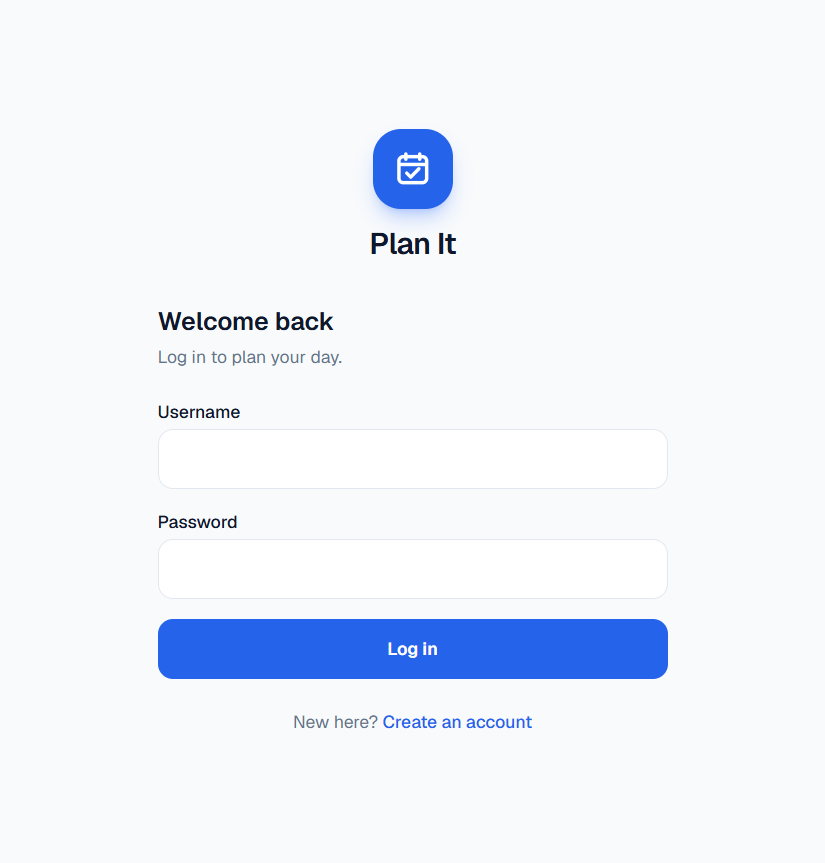 Plan It
Welcome back
Log in to plan your day.
Username
Password
Log in
New here? Create an account